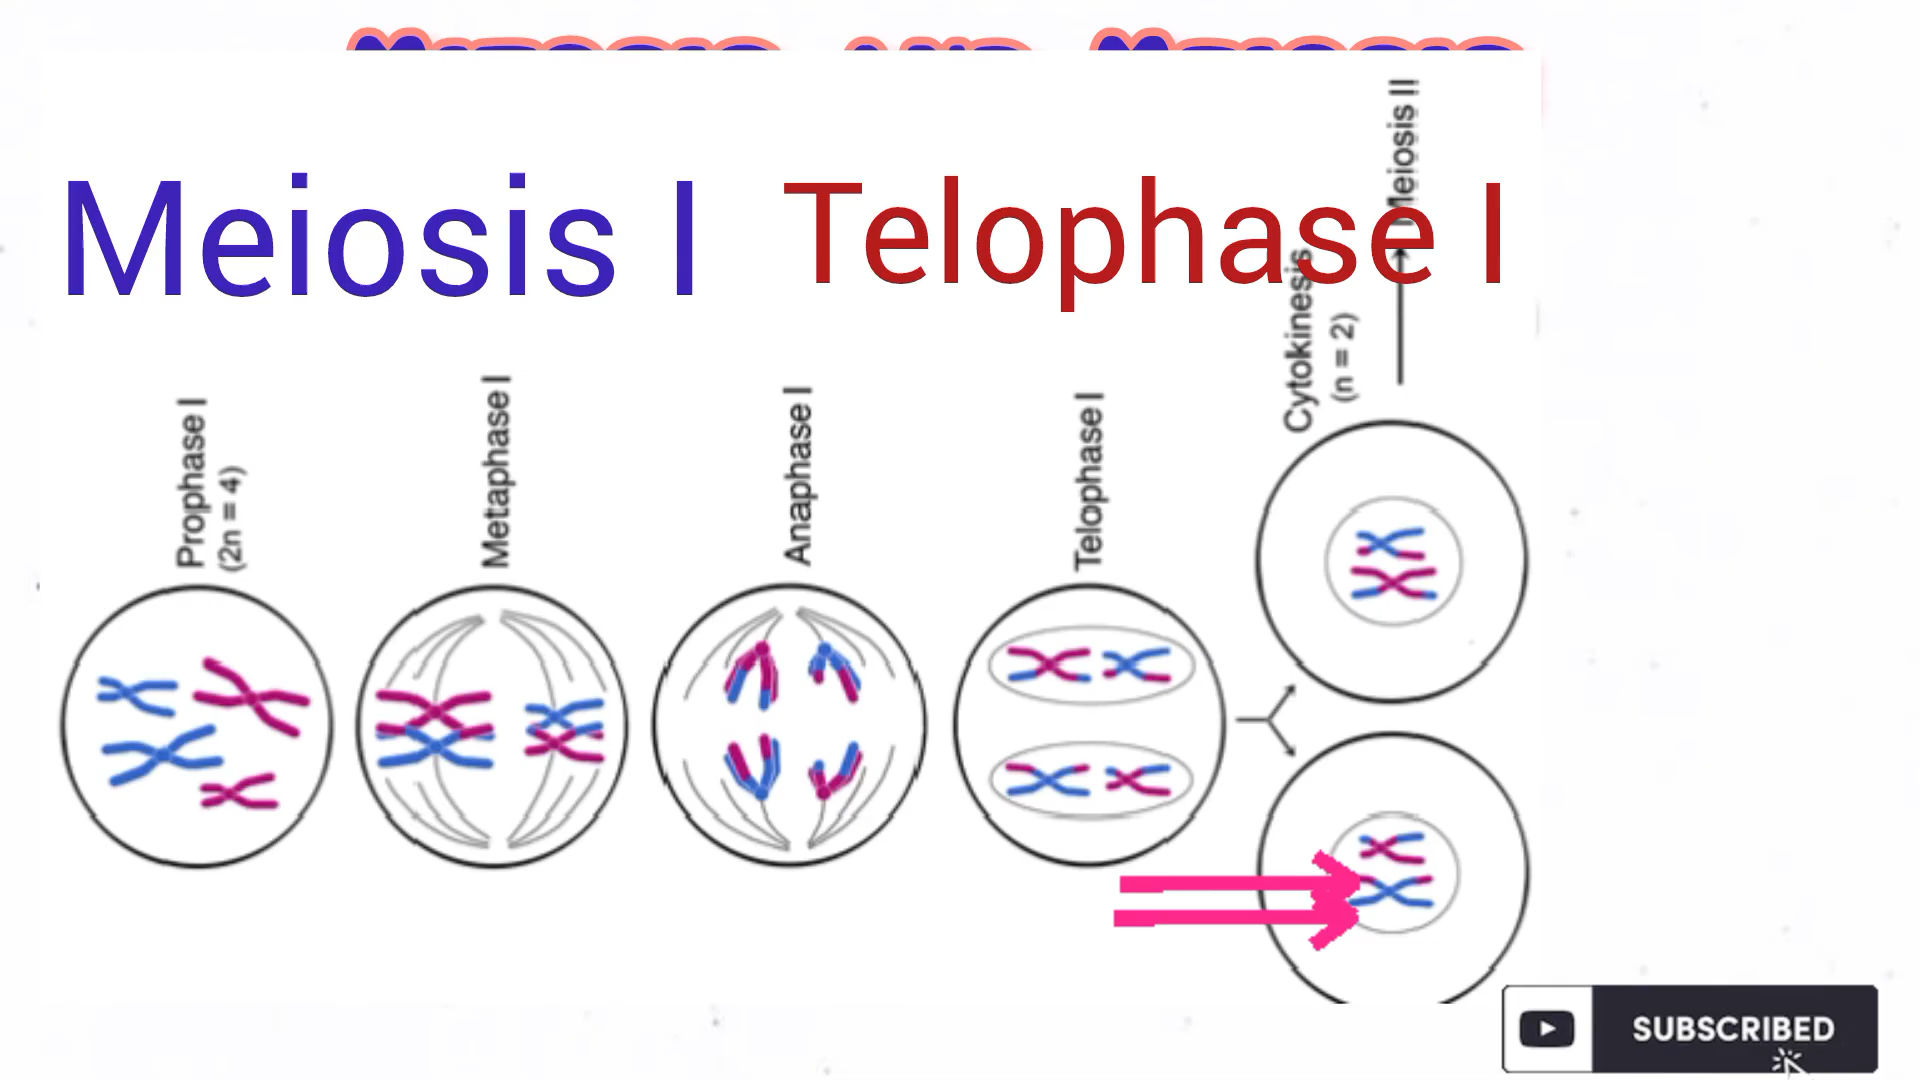 Meiosis I Telophase I
Meiosis II
Cytokinesis
(n = 2)
Prophase I
(2n = 4)
Metaphase I
Anaphase I
Telophase I
SUBSCRIBED